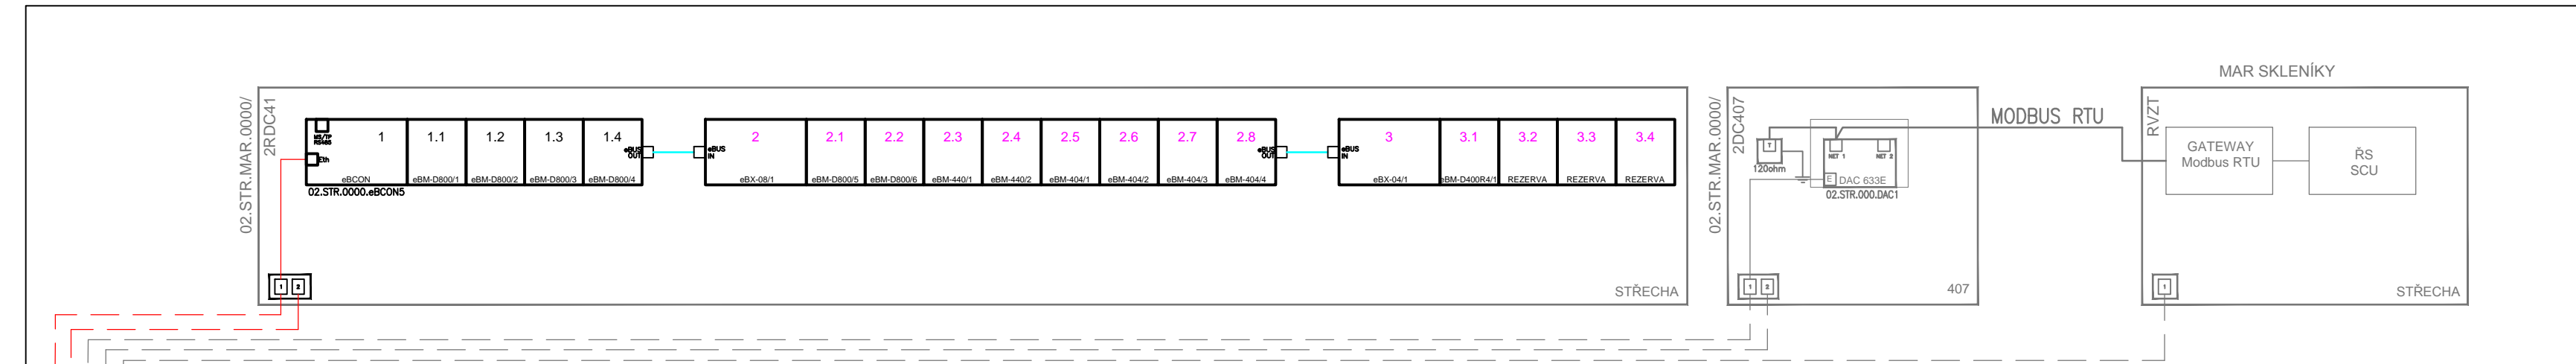 MAR SKLENÍKY
02.STR.MAR.0000/
2RDC41
MS/TP
RS485
Eth
1
1.1
1.2
1.3
1.4
eBUS
OUT
eBCON
eBM-D800/1
eBM-D800/2
eBM-D800/3
eBM-D800/4
02.STR.0000.eBCON5
eBUS
IN
2
2.1
2.2
2.3
2.4
2.5
2.6
2.7
2.8
eBUS
OUT
eBX-08/1
eBM-D800/5
eBM-D800/6
eBM-440/1
eBM-440/2
eBM-404/1
eBM-404/2
eBM-404/3
eBM-404/4
eBUS
IN
3
3.1
3.2
3.3
3.4
eBX-04/1
eBM-D400R4/1
REZERVA
REZERVA
REZERVA
1
2
STŘECHA
02.STR.MAR.0000/
2DC407
T
120ohm
NET 1
NET 2
E
DAC 633E
02.STR.000.DAC1
1
2
407
MODBUS RTU
RVZT
GATEWAY
Modbus RTU
ŘS
SCU
1
STŘECHA